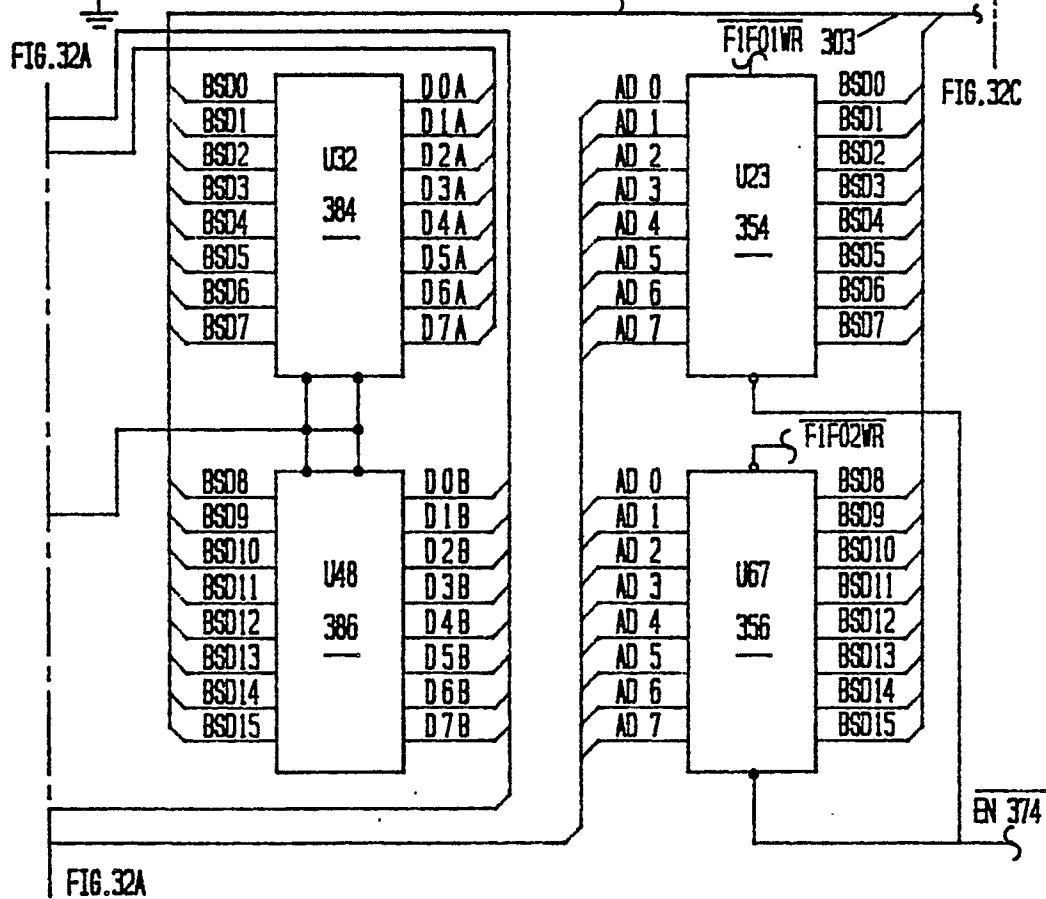 FIG.32A
F1F01WR 303
FIG.32C
BSD0 D0A
BSD1 D1A
BSD2 D2A
BSD3 D3A
BSD4 D4A
BSD5 D5A
BSD6 D6A
BSD7 D7A
U32
384
AD 0 BSD0
AD 1 BSD1
AD 2 BSD2
AD 3 BSD3
AD 4 BSD4
AD 5 BSD5
AD 6 BSD6
AD 7 BSD7
U23
354
F1F02WR
BSD8 D0B
BSD9 D1B
BSD10 D2B
BSD11 D3B
BSD12 D4B
BSD13 D5B
BSD14 D6B
BSD15 D7B
U48
386
AD 0 BSD8
AD 1 BSD9
AD 2 BSD10
AD 3 BSD11
AD 4 BSD12
AD 5 BSD13
AD 6 BSD14
AD 7 BSD15
U67
356
EN 374
FIG.32A